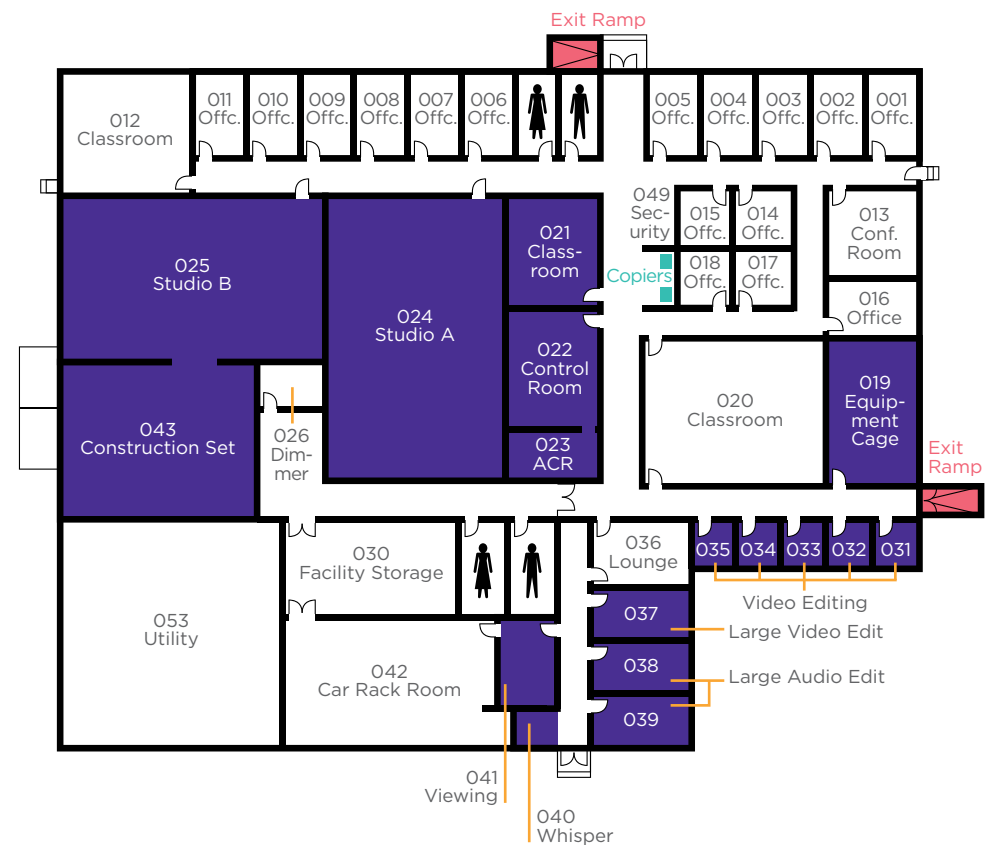 Exit Ramp
012
Classroom
011
Offc.
010
Offc.
009
Offc.
008
Offc.
007
Offc.
006
Offc.
005
Offc.
004
Offc.
003
Offc.
002
Offc.
001
Offc.
049
Sec-
urity
015
Offc.
014
Offc.
013
Conf.
Room
021
Class-
room
025
Studio B
Copiers
018
Offc.
017
Offc.
016
Office
024
Studio A
022
Control
Room
020
Classroom
019
Equip-
ment
Cage
043
Construction Set
026
Dim-
mer
023
ACR
Exit
Ramp
030
Facility Storage
036
Lounge
035
034
033
032
031
Video Editing
053
Utility
037
Large Video Edit
042
Car Rack Room
038
Large Audio Edit
039
041
Viewing
040
Whisper